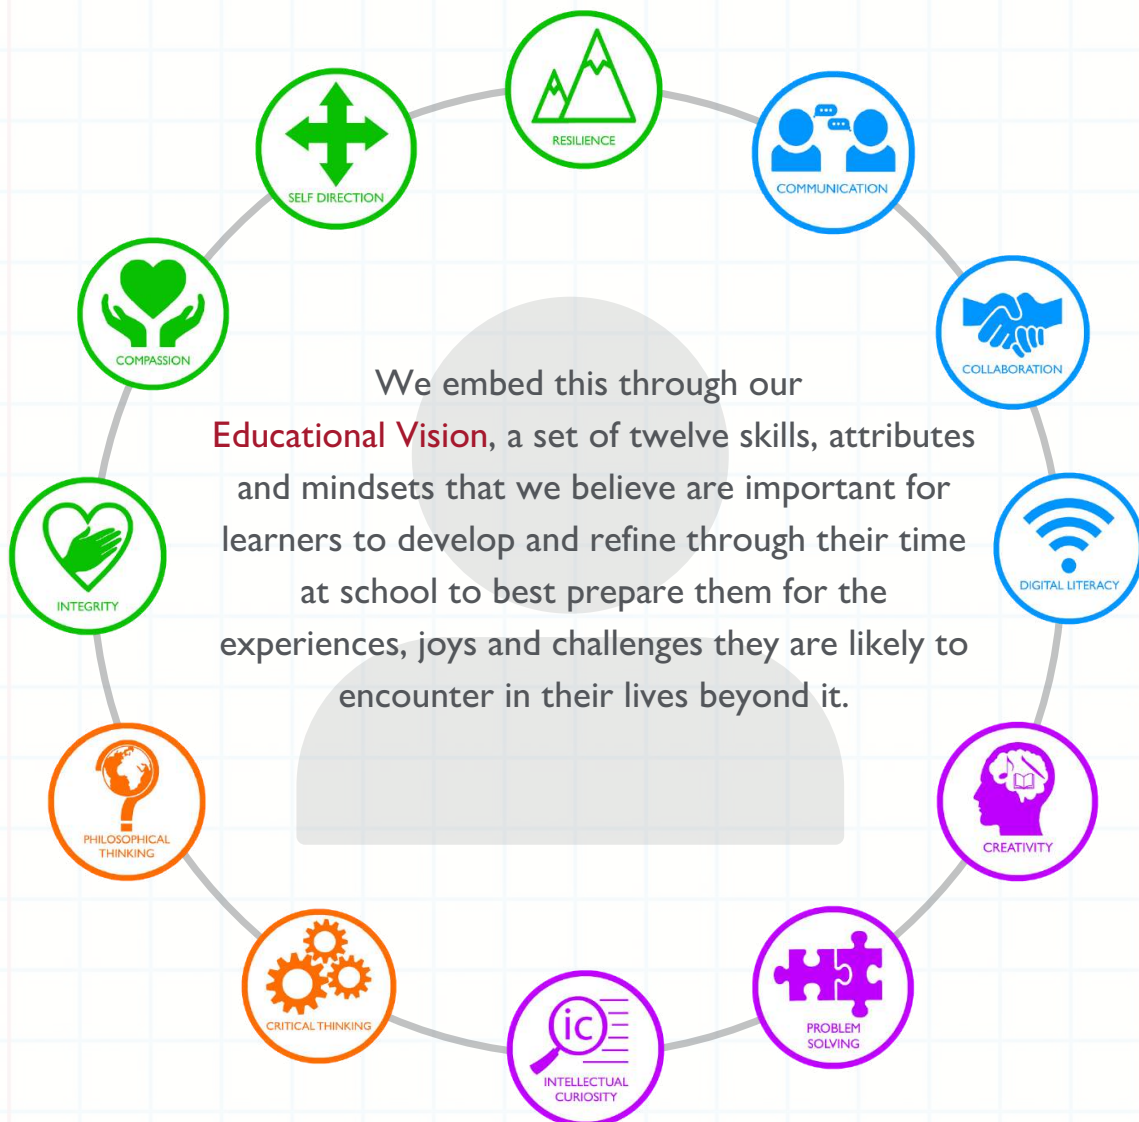 RESILIENCE
COMMUNICATION
COLLABORATION
DIGITAL LITERACY
CREATIVITY
PROBLEM
SOLVING
ic
INTELLECTUAL
CURIOSITY
CRITICAL THINKING
PHILOSOPHICAL
THINKING
INTEGRITY
COMPASSION
SELF DIRECTION
We embed this through our
Educational Vision, a set of twelve skills, attributes
and mindsets that we believe are important for
learners to develop and refine through their time
at school to best prepare them for the
experiences, joys and challenges they are likely to
encounter in their lives beyond it.